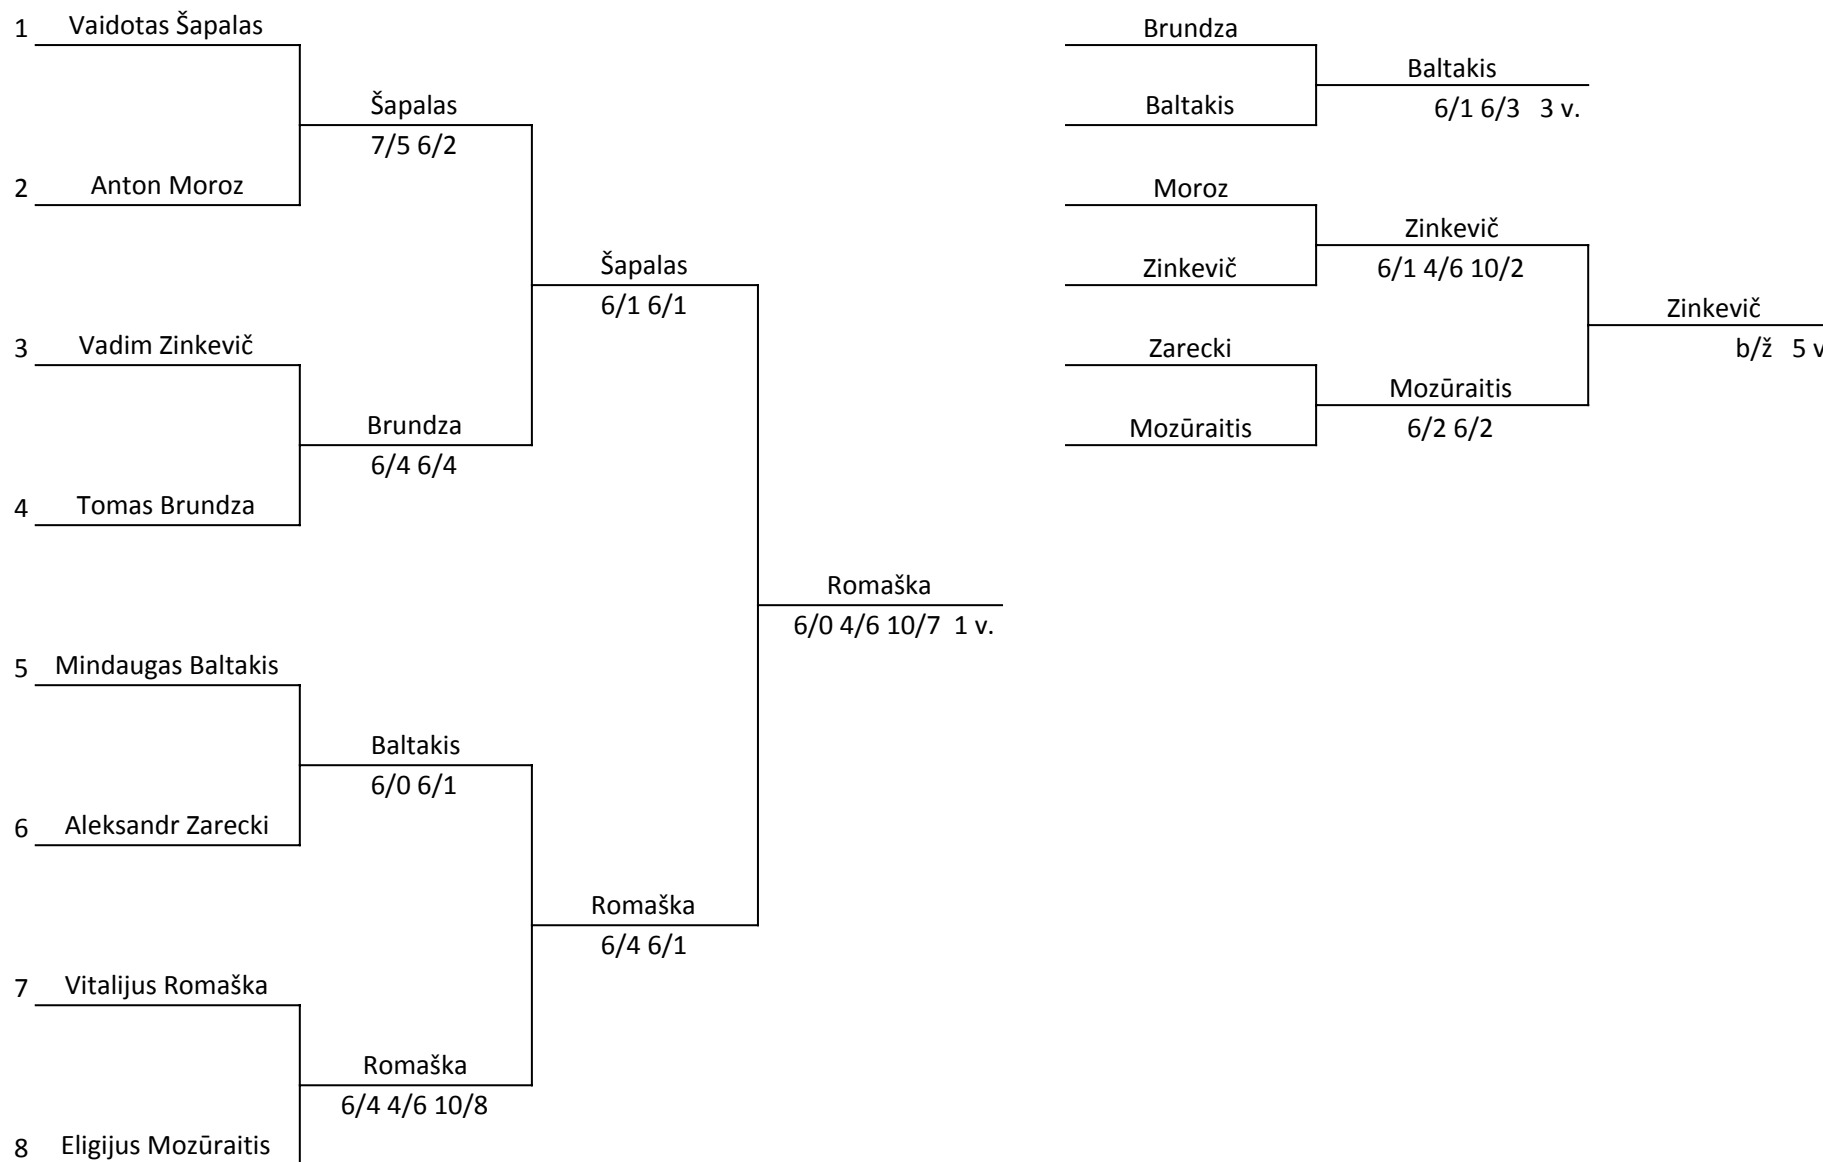 1 Vaidotas Šapalas
Šapalas
7/5 6/2
2 Anton Moroz
Šapalas
6/1 6/1
3 Vadim Zinkevič
Brundza
6/4 6/4
4 Tomas Brundza
Romaška
6/0 4/6 10/7 1 v.
5 Mindaugas Baltakis
Baltakis
6/0 6/1
6 Aleksandr Zarecki
Romaška
6/4 6/1
7 Vitalijus Romaška
Romaška
6/4 4/6 10/8
8 Eligijus Mozūraitis
Brundza
Baltakis
6/1 6/3 3 v.
Baltakis
Moroz
Zinkevič
6/1 4/6 10/2
Zinkevič
Zinkevič
b/ž 5 v
Zarecki
Mozūraitis
6/2 6/2
Mozūraitis